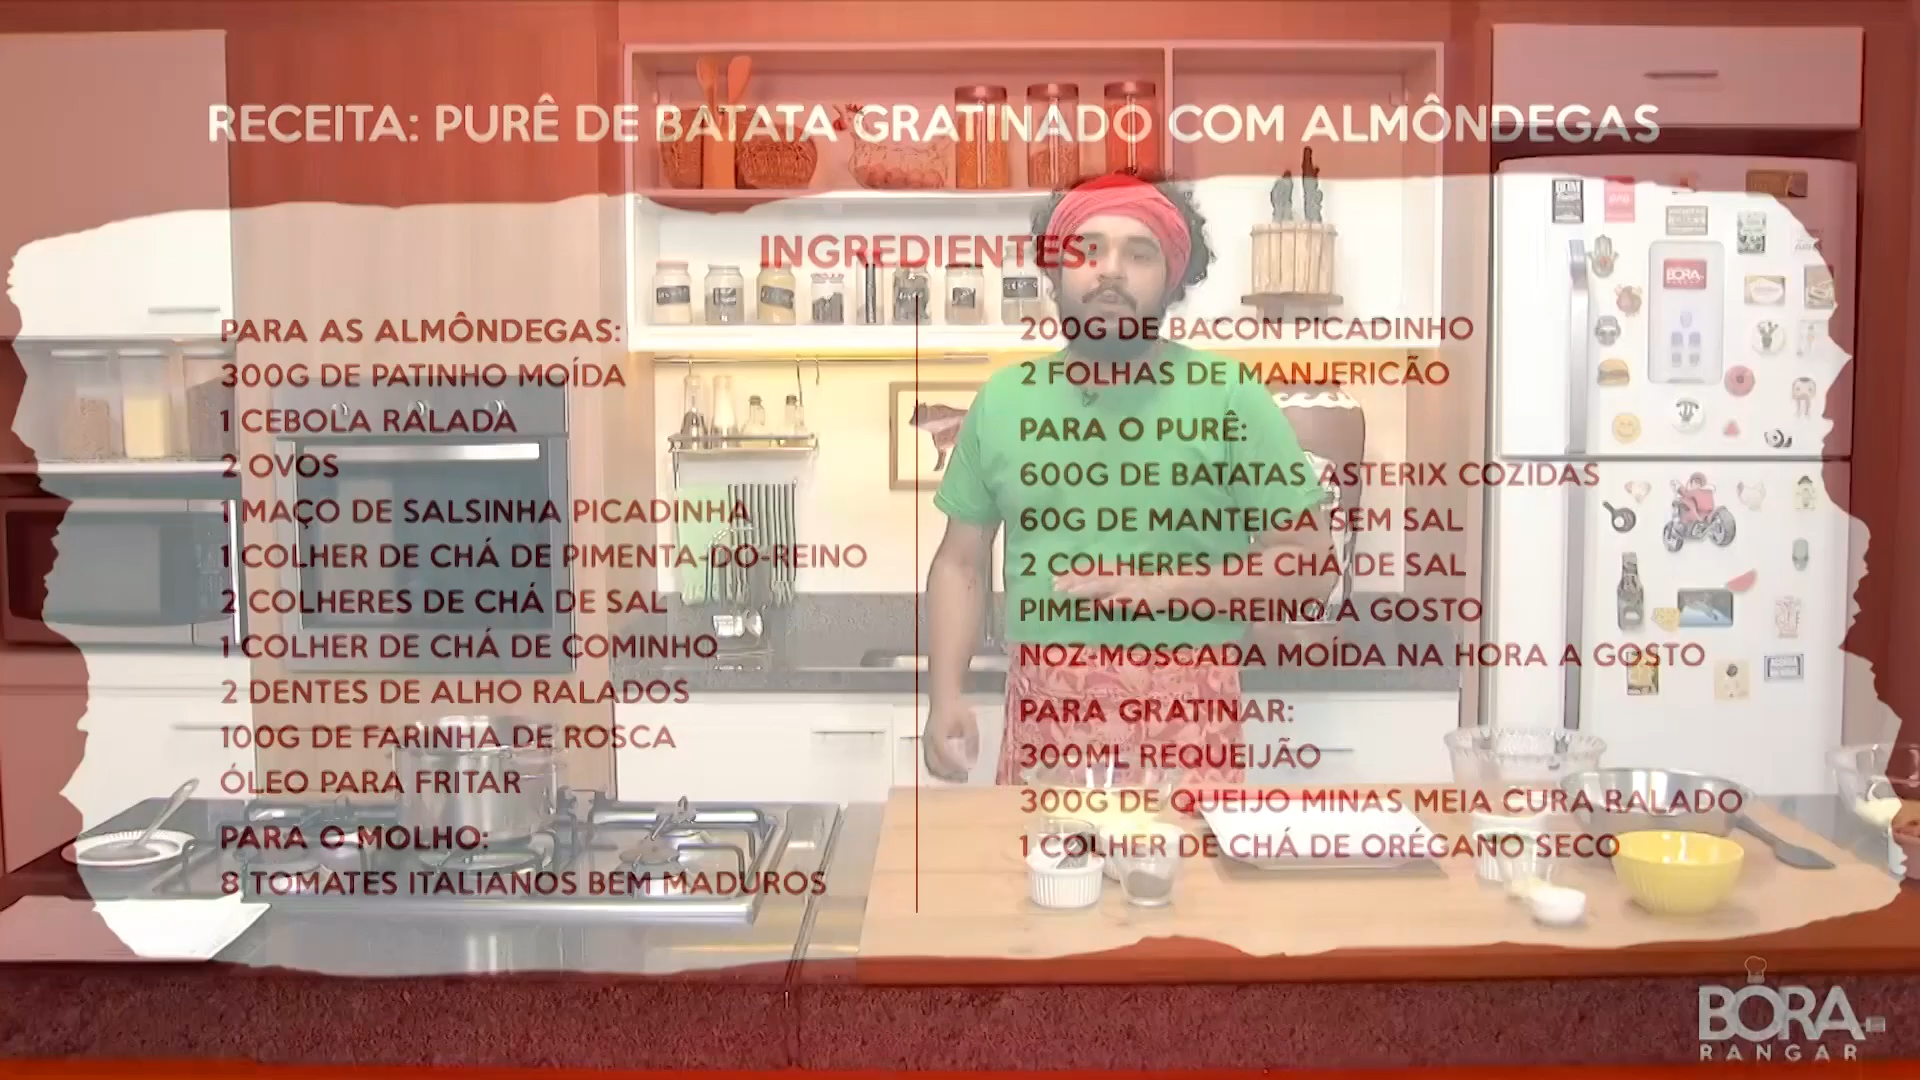 RECEITA: PURÊ DE BATATA GRATINADO COM ALMÔNDEGAS
INGREDIENTES:
PARA AS ALMÔNDEGAS:
300G DE PATINHO MOÍDA
1 CEBOLA RALADA
2 OVOS
1 MAÇO DE SALSINHA PICADINHA
1 COLHER DE CHÁ DE PIMENTA-DO-REINO
2 COLHERES DE CHÁ DE SAL
1 COLHER DE CHÁ DE COMINHO
2 DENTES DE ALHO RALADOS
100G DE FARINHA DE ROSCA
ÓLEO PARA FRITAR
PARA O MOLHO:
8 TOMATES ITALIANOS BEM MADUROS
200G DE BACON PICADINHO
2 FOLHAS DE MANJERICÃO
PARA O PURÊ:
600G DE BATATAS ASTERIX COZIDAS
60G DE MANTEIGA SEM SAL
2 COLHERES DE CHÁ DE SAL
PIMENTA-DO-REINO A GOSTO
NOZ-MOSCADA MOÍDA NA HORA A GOSTO
PARA GRATINAR:
300ML REQUEIJÃO
300G DE QUEIJO MINAS MEIA CURA RALADO
1 COLHER DE CHÁ DE ORÉGANO SECO
BORA
BORA
RANGAR